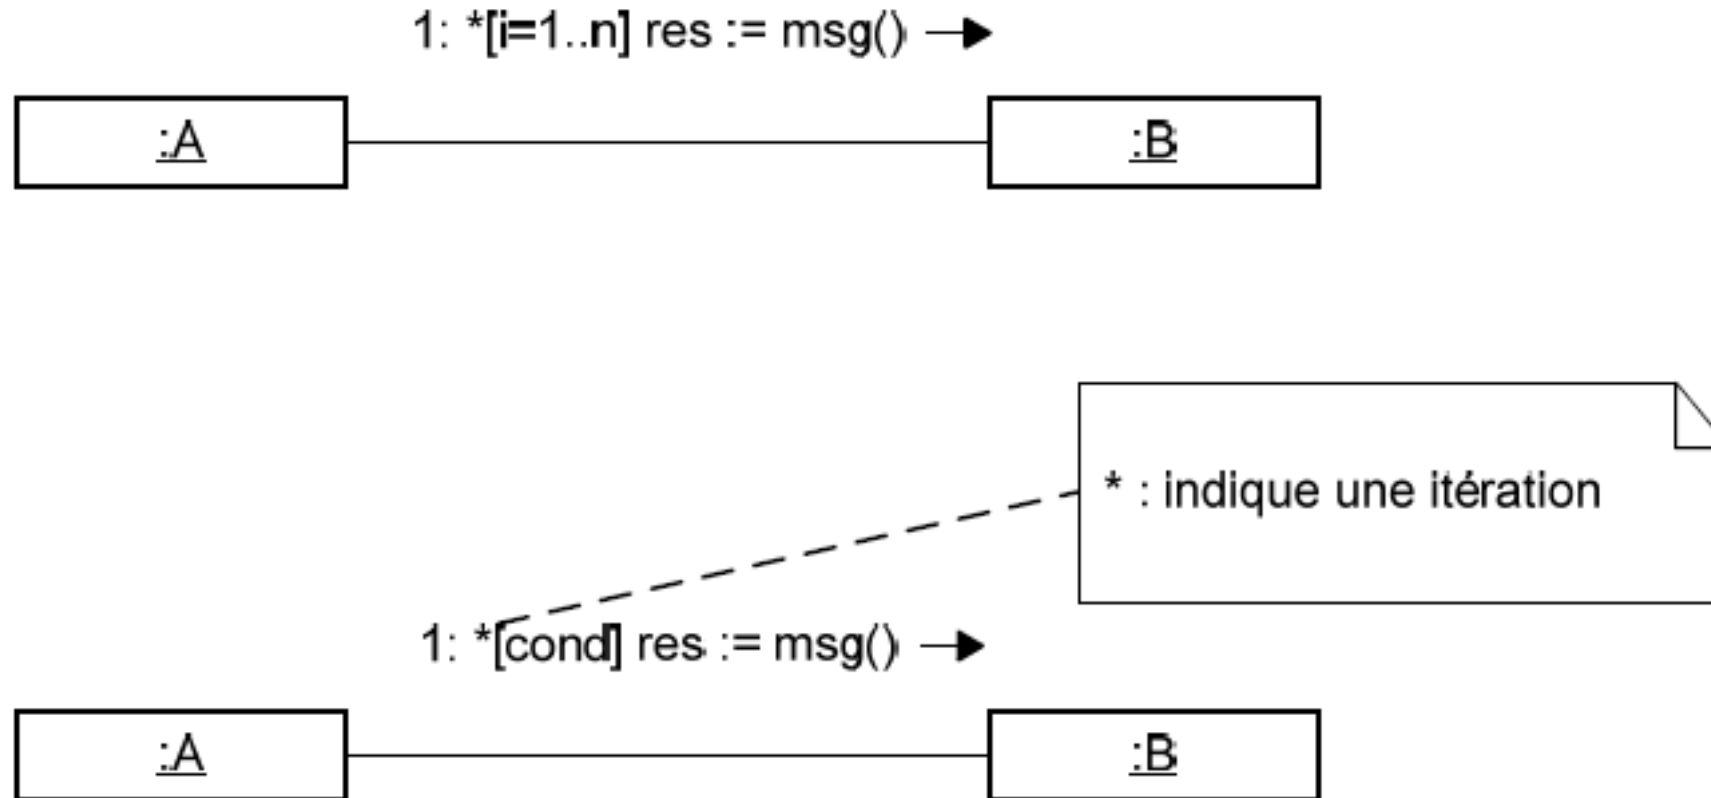 1: *[i=1..n] res := msg()
:A
:B
* : indique une itération
1: *[cond] res := msg()
:A
:B